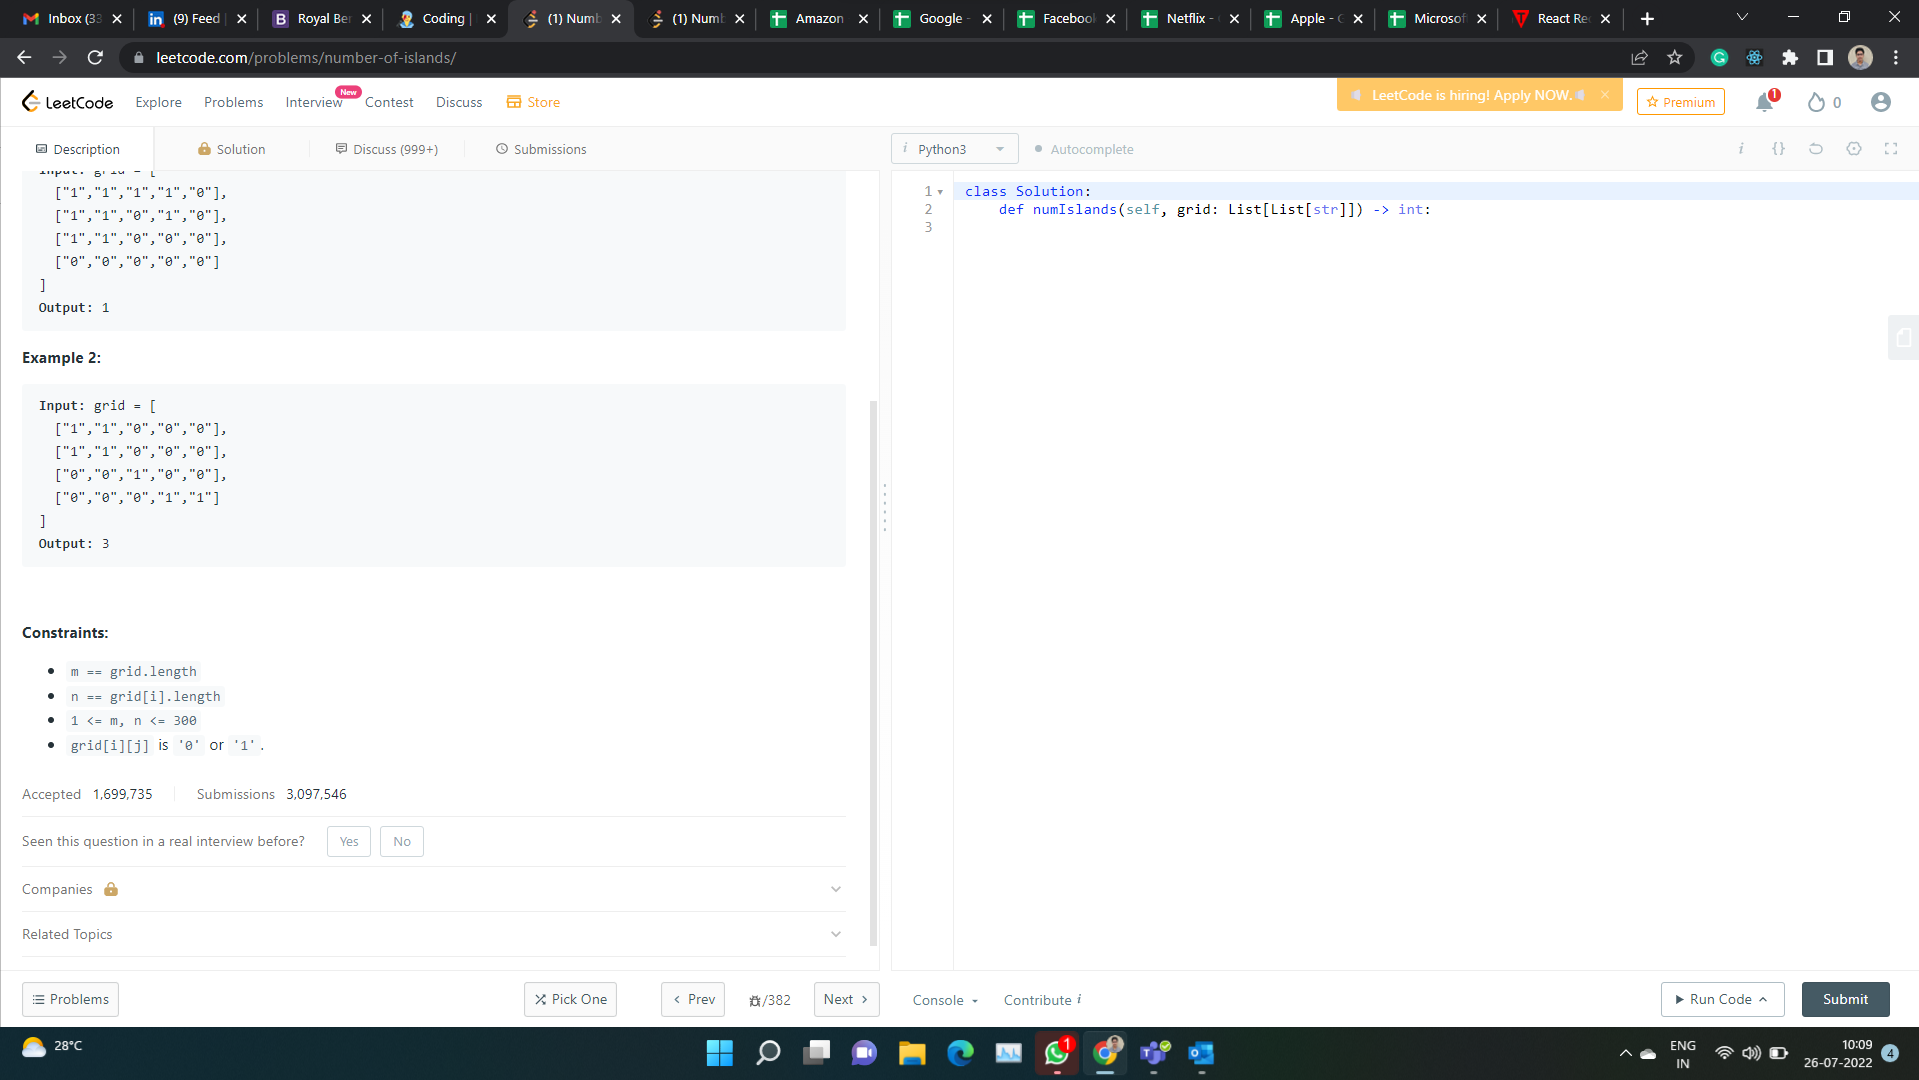 Inbox (33
(9) Feed
Royal Be
Coding |
(1) Numb
(1) Numb
Amazon
Google -
Facebook
Netflix -
Apple - G
Microsof
React Re
leetcode.com/problems/number-of-islands/
LeetCode
Explore
Problems
Interview
New
Contest
Discuss
Store
LeetCode is hiring! Apply NOW.
Premium
1
0
Description
Solution
Discuss (999+)
Submissions
i Python3
Autocomplete
i {}
Input: grid = [
["1","1","1","1","0"],
["1","1","0","1","0"],
["1","1","0","0","0"],
["0","0","0","0","0"]
]
Output: 1
Example 2:
Input: grid = [
["1","1","0","0","0"],
["1","1","0","0","0"],
["0","0","1","0","0"],
["0","0","0","1","1"]
]
Output: 3
Constraints:
m == grid.length
n == grid[i].length
1 <= m, n <= 300
grid[i][j] is '0' or '1'.
Accepted 1,699,735
Submissions 3,097,546
Seen this question in a real interview before?
Yes
No
Companies
Related Topics
1 class Solution:
2 def numIslands(self, grid: List[List[str]]) -> int:
3
Problems
Pick One
< Prev
/382
Next >
Console
Contribute i
Run Code
Submit
28°C
1
ENG
IN
10:09
26-07-2022
4